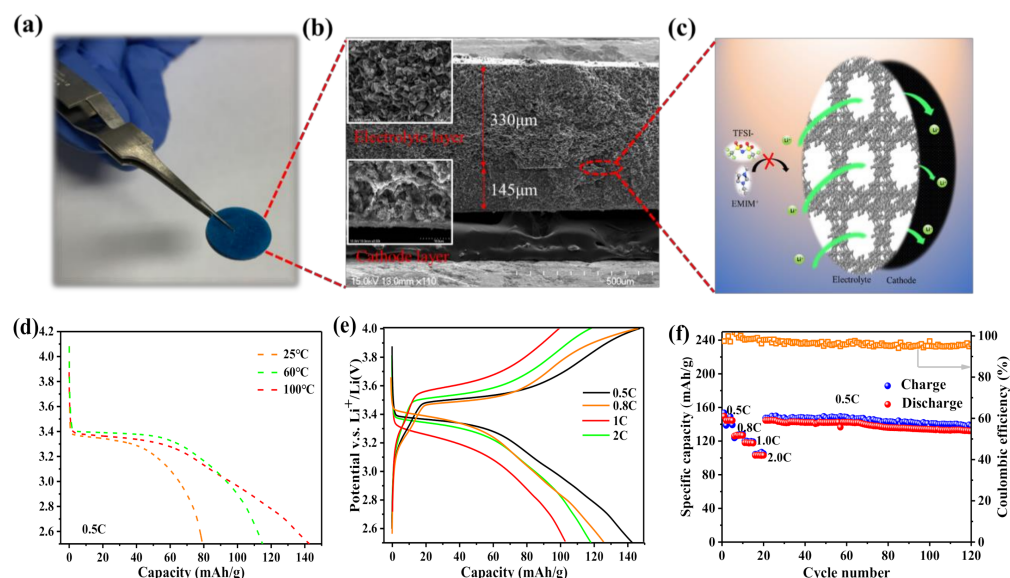 (a)
(b)
(c)
330μm
Electrolyte layer
145μm
Cathode layer
15.0kV 13.0mm x110
500um
TFSI-
EMIM⁺
Electrolyte
Cathode
(d)
4.2
4.0
3.8
3.6
3.4
3.2
3.0
2.8
2.6
25℃
60℃
100℃
0.5C
0 20 40 60 80 100 120 140
Capacity (mAh/g)
(e)
Potential v.s. Li⁺/Li(V)
4.0
3.8
3.6
3.4
3.2
3.0
2.8
2.6
0.5C
0.8C
1C
2C
0 20 40 60 80 100 120 140
Capacity (mAh/g)
(f)
Specific capacity (mAh/g)
240
200
160
120
80
40
0
0.5C
0.8C
1.0C
2.0C
0.5C
Charge
Discharge
100
80
60
40
20
0
Coulombic efficiency (%)
0 20 40 60 80 100 120
Cycle number